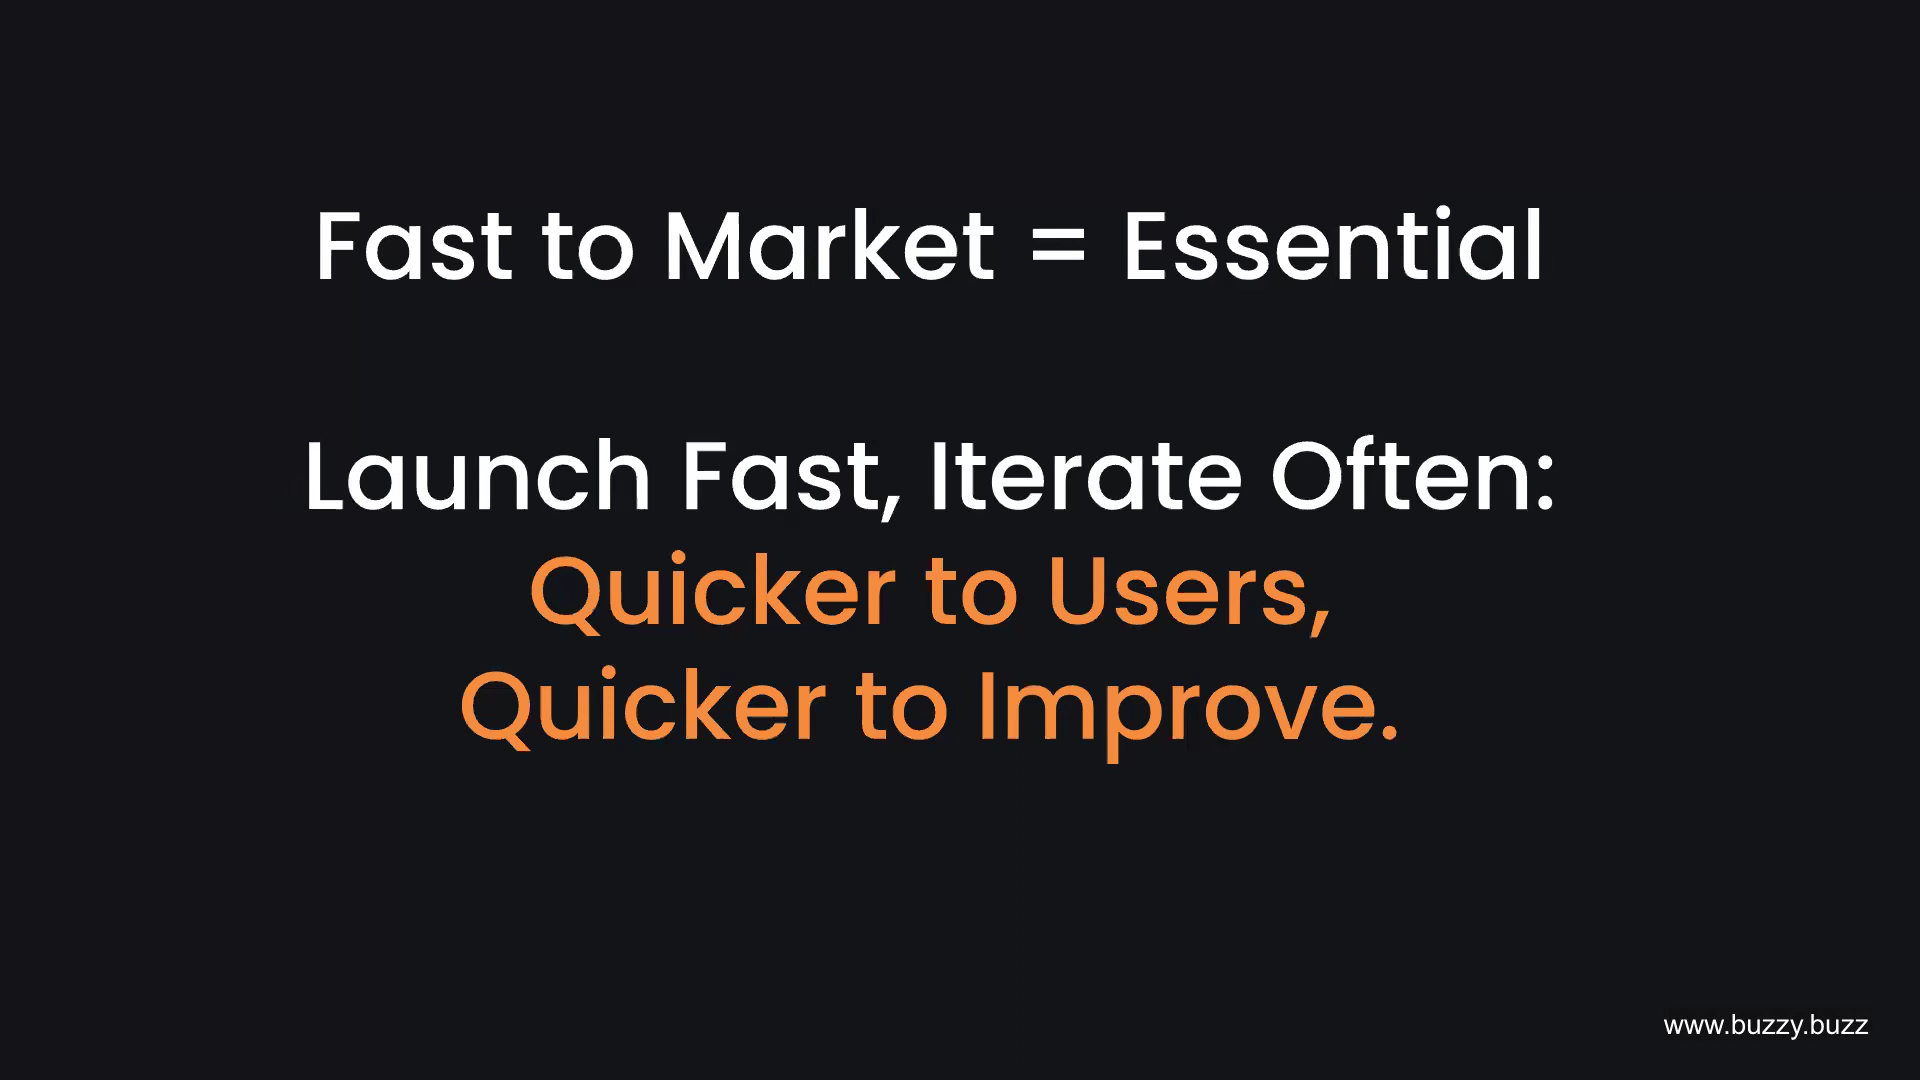 Fast to Market = Essential
Launch Fast, Iterate Often:
Quicker to Users,
Quicker to Improve.
www.buzzy.buzz